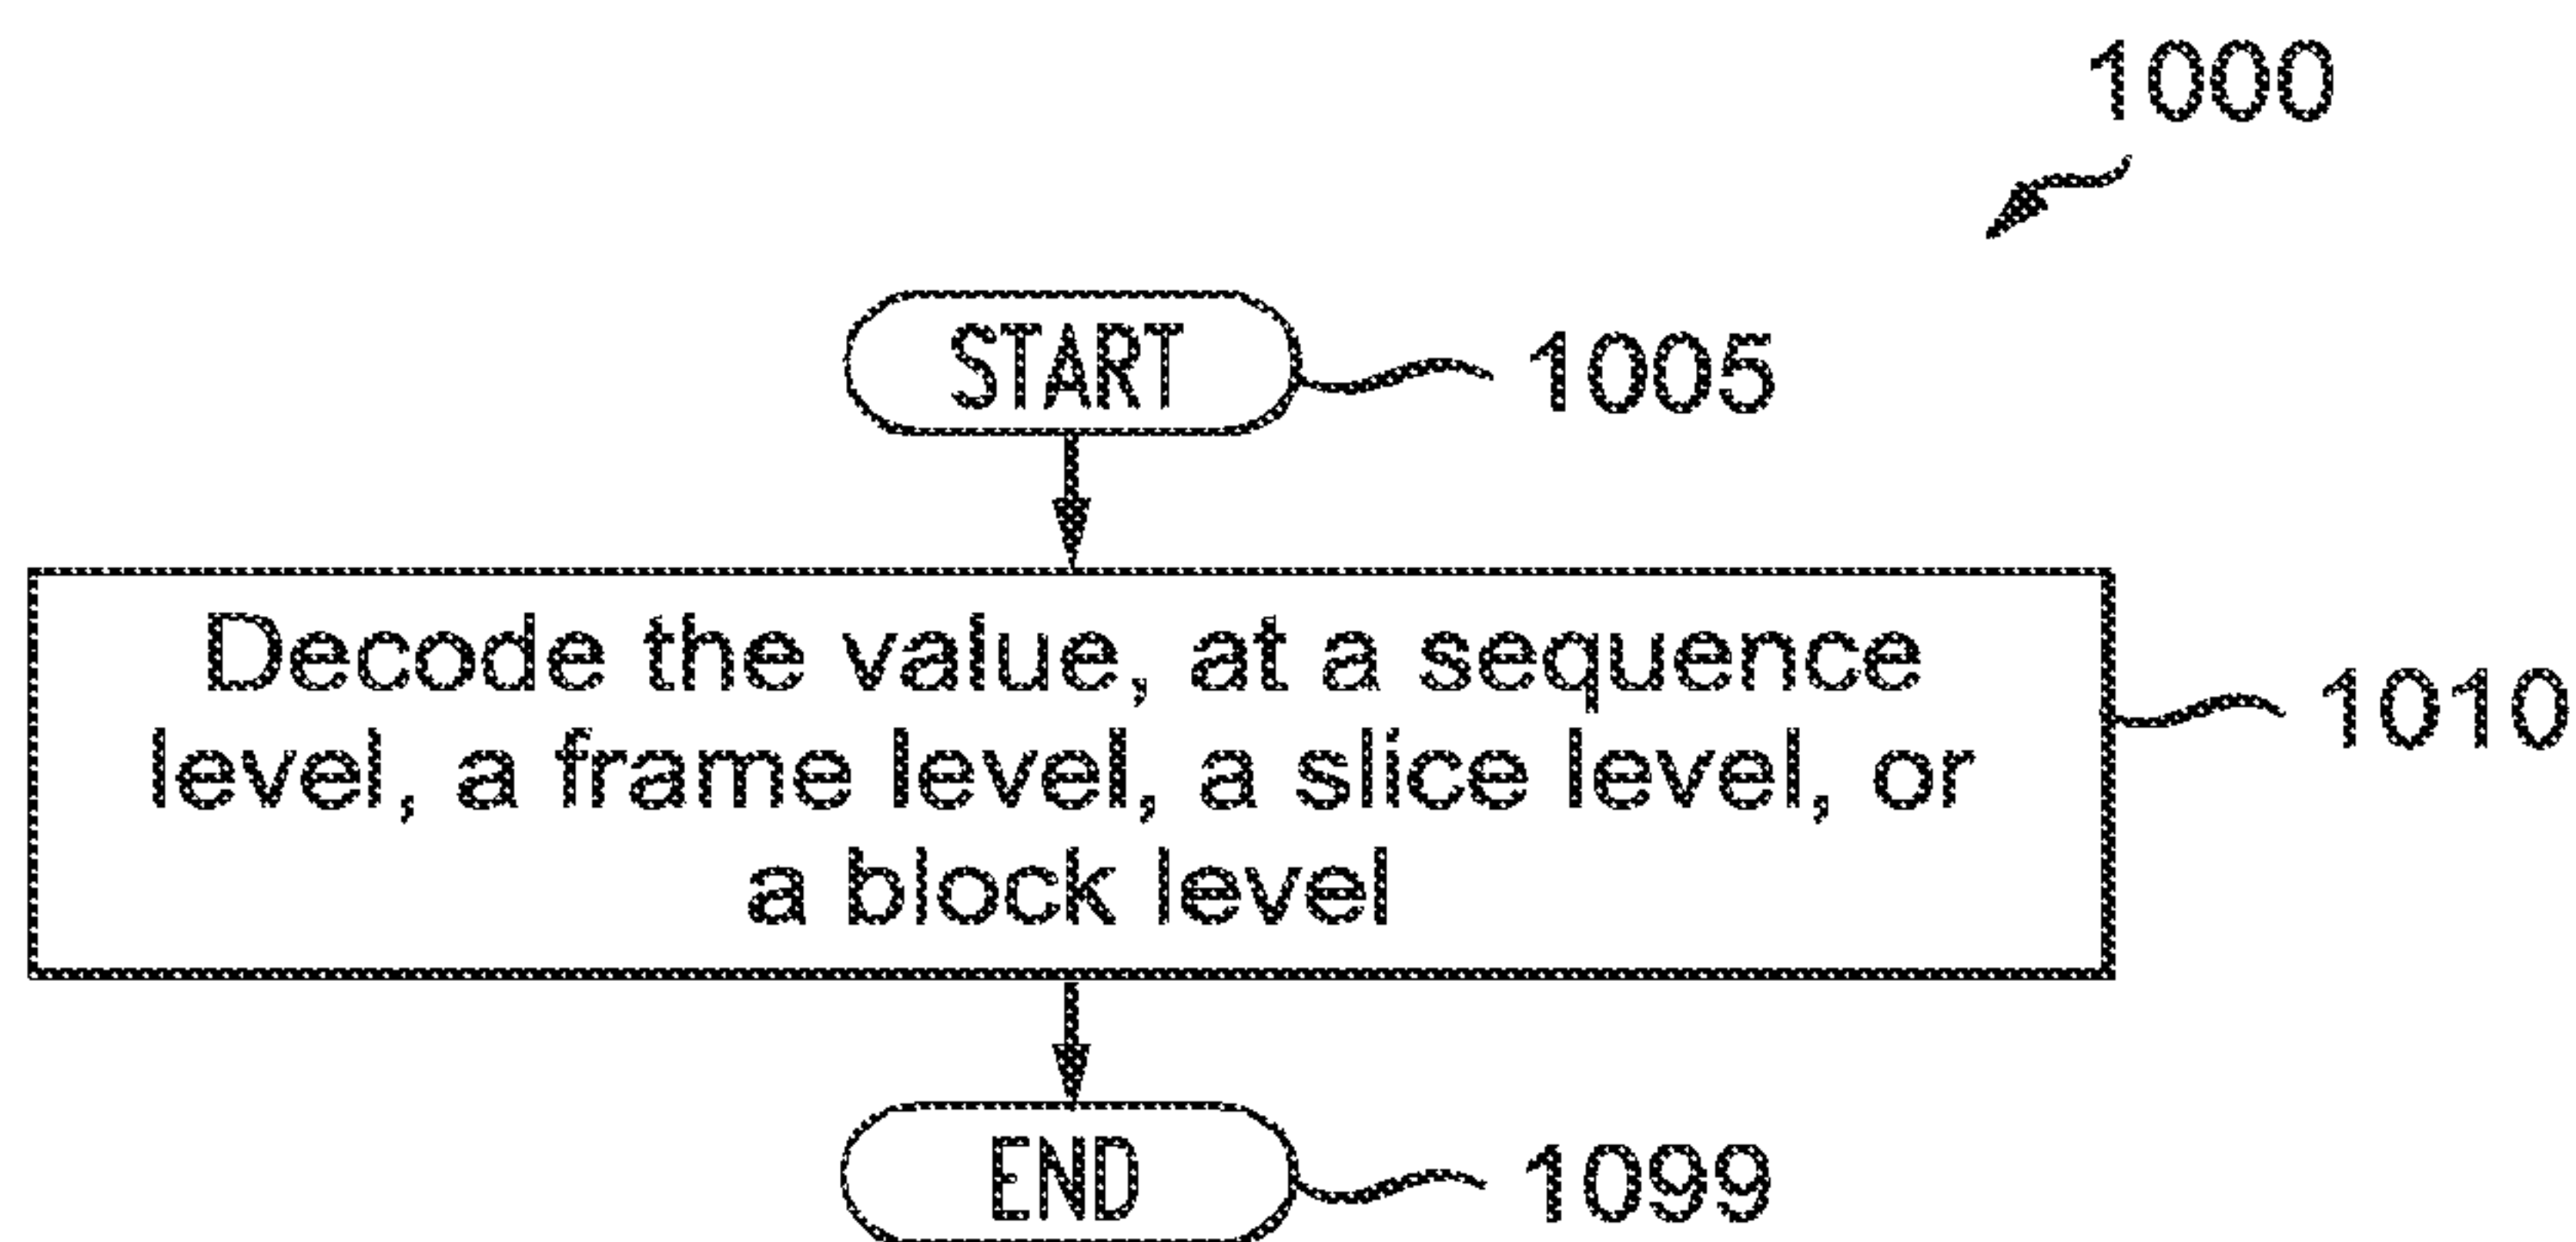 1000
START
1005
Decode the value, at a sequence
level, a frame level, a slice level, or
a block level
1010
END
1099